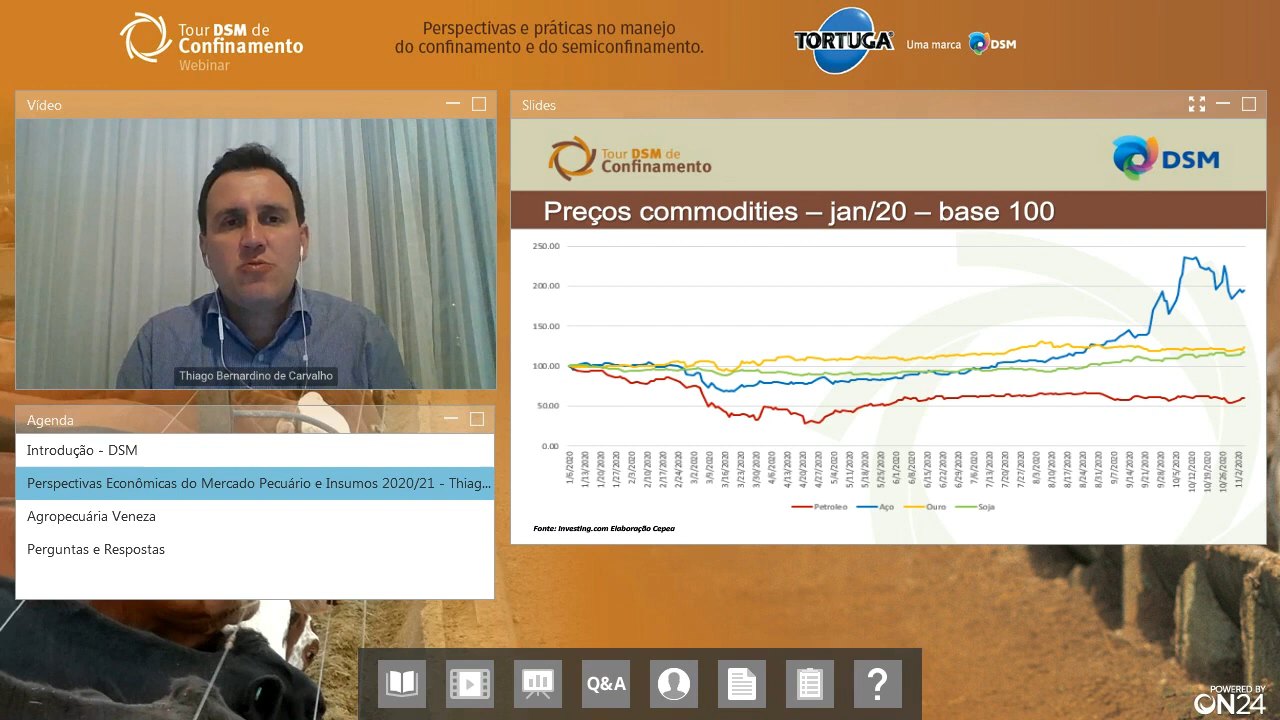 Tour DSM de
Confinamento
Webinar
Perspectivas e práticas no manejo
do confinamento e do semiconfinamento.
TORTUGA
Uma marca DSM
Vídeo
Thiago Bernardino de Carvalho
Slides
Tour DSM de
Confinamento
DSM
Preços commodities – jan/20 – base 100
250.00
200.00
150.00
100.00
50.00
0.00
Petroleo Aço Ouro Soja
Fonte: Investing.com Elaboração Cepea
Agenda
Introdução - DSM
Perspectivas Econômicas do Mercado Pecuário e Insumos 2020/21 - Thiag...
Agropecuária Veneza
Perguntas e Respostas
Q&A
?
POWERED BY
ON24